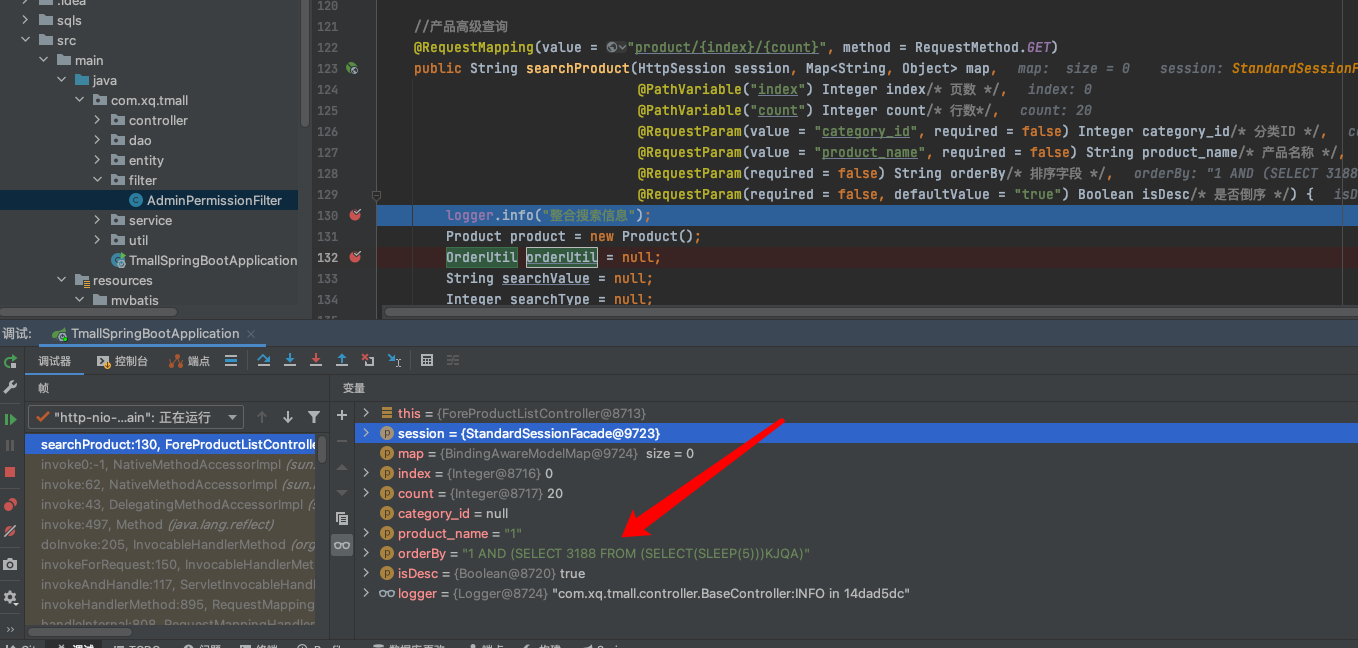 .idea
sqls
src
main
java
com.xq.tmall
controller
dao
entity
filter
AdminPermissionFilter
service
util
TmallSpringBootApplication
resources
mybatis
120
121 //产品高级查询
122 @RequestMapping(value = "product/{index}/{count}", method = RequestMethod.GET)
123 public String searchProduct(HttpSession session, Map<String, Object> map, map: size = 0 session: StandardSessionF
124 @PathVariable("index") Integer index/* 页数 */, index: 0
125 @PathVariable("count") Integer count/* 行数*/, count: 20
126 @RequestParam(value = "category_id", required = false) Integer category_id/* 分类ID */,
127 @RequestParam(value = "product_name", required = false) String product_name/* 产品名称 */,
128 @RequestParam(required = false) String orderBy/* 排序字段 */, orderBy: "1 AND (SELECT 3188
129 @RequestParam(required = false, defaultValue = "true") Boolean isDesc/* 是否倒序 */) {
130 logger.info("整合搜索信息");
131 Product product = new Product();
132 OrderUtil orderUtil = null;
133 String searchValue = null;
134 Integer searchType = null;
调试: TmallSpringBootApplication ×
调试器 控制台 端点
帧
变量
"http-nio-...ain": 正在运行
searchProduct:130, ForeProductListControlle
invoke0:-1, NativeMethodAccessorImpl (sun.
invoke:62, NativeMethodAccessorImpl (sun.r
invoke:43, DelegatingMethodAccessorImpl (s
invoke:497, Method (java.lang.reflect)
doInvoke:205, InvocableHandlerMethod (org
invokeForRequest:150, InvocableHandlerMet
invokeAndHandle:117, ServletInvocableHand
invokeHandlerMethod:895, RequestMapping
handleInternal:808, RequestMappingHandler
this = {ForeProductListController@8713}
session = {StandardSessionFacade@9723}
map = {BindingAwareModelMap@9724} size = 0
index = {Integer@8716} 0
count = {Integer@8717} 20
category_id = null
product_name = "1"
orderBy = "1 AND (SELECT 3188 FROM (SELECT(SLEEP(5)))KJQA)"
isDesc = {Boolean@8720} true
logger = {Logger@8724} "com.xq.tmall.controller.BaseController:INFO in 14dad5dc"